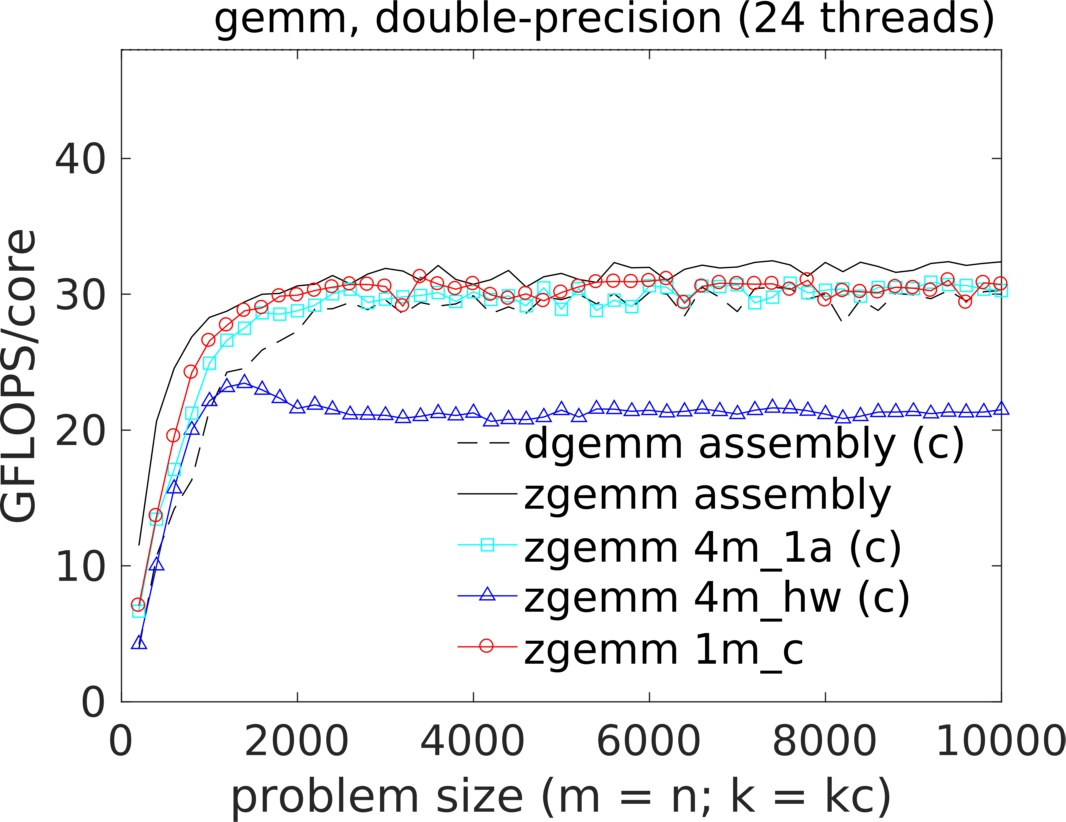 gemm, double-precision (24 threads)
GFLOPS/core
40
30
20
10
0
dgemm assembly (c)
zgemm assembly
zgemm 4m_1a (c)
zgemm 4m_hw (c)
zgemm 1m_c
0 2000 4000 6000 8000 10000
problem size (m = n; k = kc)